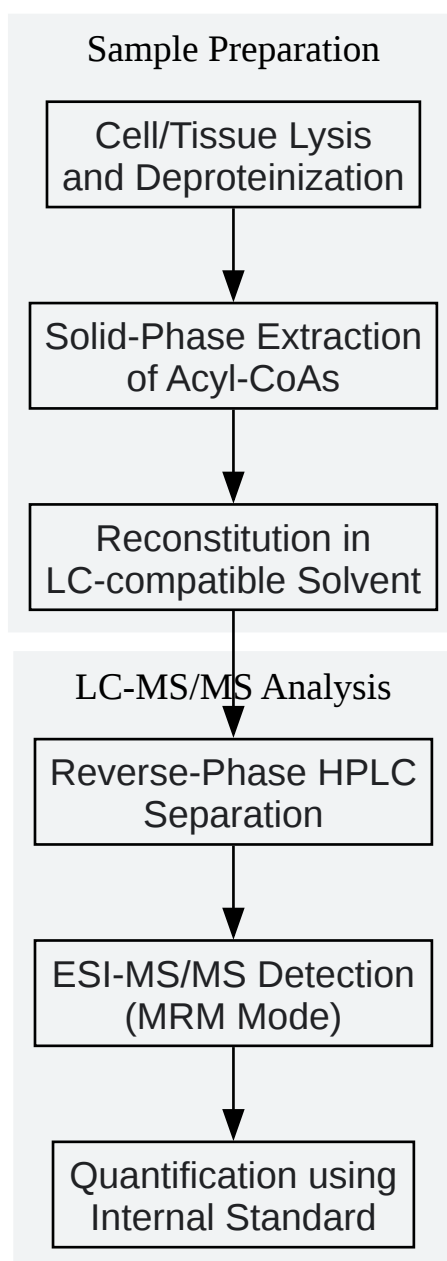 Sample Preparation
Cell/Tissue Lysis
and Deproteinization
Solid-Phase Extraction
of Acyl-CoAs
Reconstitution in
LC-compatible Solvent
LC-MS/MS Analysis
Reverse-Phase HPLC
Separation
ESI-MS/MS Detection
(MRM Mode)
Quantification using
Internal Standard